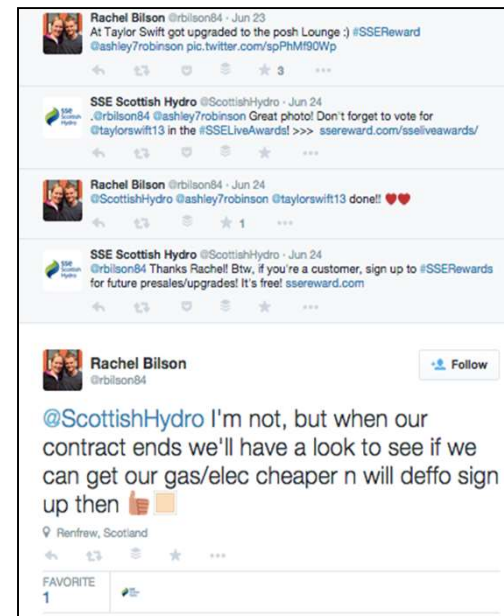 Rachel Bilson @rbilson84 · Jun 23
At Taylor Swift got upgraded to the posh Lounge :) #SSEReward
@ashley7robinson pic.twitter.com/spPhMf90Wp
3
SSE Scottish Hydro @ScottishHydro · Jun 24
.@rbilson84 @ashley7robinson Great photo! Don't forget to vote for
@taylorswift13 in the #SSELiveAwards! >>> ssereward.com/sseliveawards/
Rachel Bilson @rbilson84 · Jun 24
@ScottishHydro @ashley7robinson @taylorswift13 done!! ❤❤
1
SSE Scottish Hydro @ScottishHydro · Jun 24
@rbilson84 Thanks Rachel! Btw, if you're a customer, sign up to #SSERewards
for future presales/upgrades! It's free! ssereward.com
Rachel Bilson
@rbilson84
Follow
@ScottishHydro I'm not, but when our
contract ends we'll have a look to see if we
can get our gas/elec cheaper n will deffo sign
up then 👍
Renfrew, Scotland
FAVORITE
1